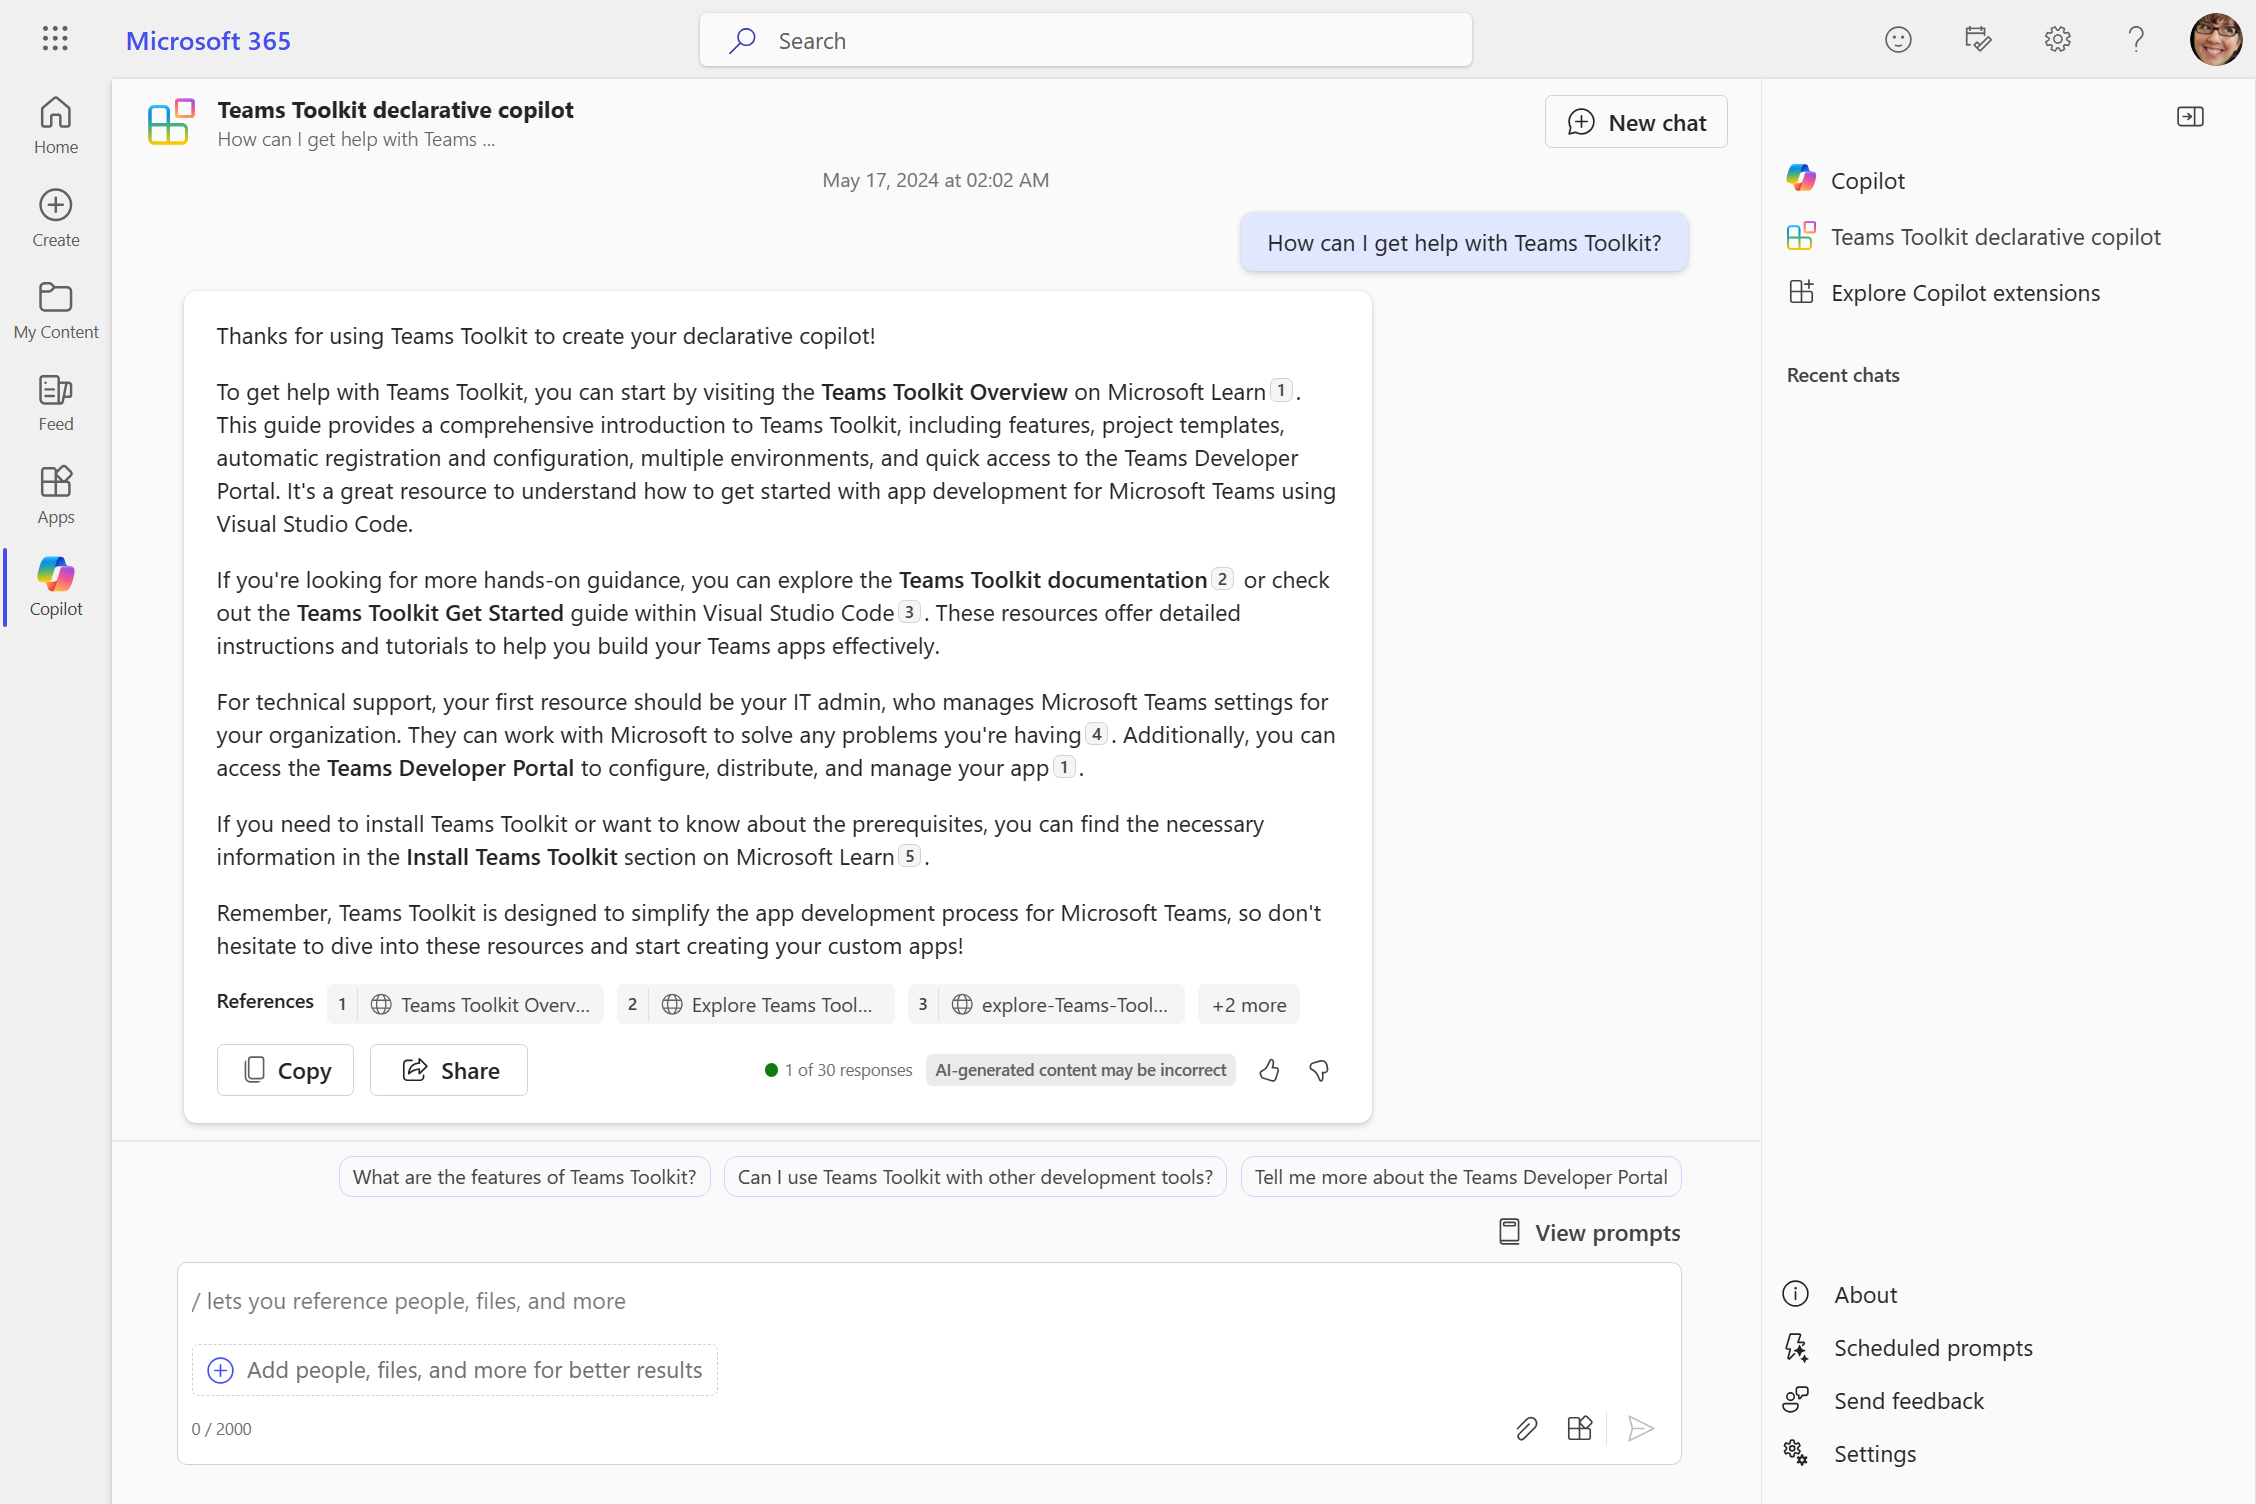 Microsoft 365
Search
Home
Create
My Content
Feed
Apps
Copilot
Teams Toolkit declarative copilot
How can I get help with Teams ...
New chat
May 17, 2024 at 02:02 AM
How can I get help with Teams Toolkit?
Thanks for using Teams Toolkit to create your declarative copilot!
To get help with Teams Toolkit, you can start by visiting the Teams Toolkit Overview on Microsoft Learn 1 .
This guide provides a comprehensive introduction to Teams Toolkit, including features, project templates,
automatic registration and configuration, multiple environments, and quick access to the Teams Developer
Portal. It's a great resource to understand how to get started with app development for Microsoft Teams using
Visual Studio Code.
If you're looking for more hands-on guidance, you can explore the Teams Toolkit documentation 2 or check
out the Teams Toolkit Get Started guide within Visual Studio Code 3 . These resources offer detailed
instructions and tutorials to help you build your Teams apps effectively.
For technical support, your first resource should be your IT admin, who manages Microsoft Teams settings for
your organization. They can work with Microsoft to solve any problems you're having 4 . Additionally, you can
access the Teams Developer Portal to configure, distribute, and manage your app 1 .
If you need to install Teams Toolkit or want to know about the prerequisites, you can find the necessary
information in the Install Teams Toolkit section on Microsoft Learn 5 .
Remember, Teams Toolkit is designed to simplify the app development process for Microsoft Teams, so don't
hesitate to dive into these resources and start creating your custom apps!
References 1 Teams Toolkit Overv... 2 Explore Teams Tool... 3 explore-Teams-Tool... +2 more
Copy Share 1 of 30 responses AI-generated content may be incorrect
What are the features of Teams Toolkit? Can I use Teams Toolkit with other development tools? Tell me more about the Teams Developer Portal
View prompts
/ lets you reference people, files, and more
Add people, files, and more for better results
0 / 2000
Copilot
Teams Toolkit declarative copilot
Explore Copilot extensions
Recent chats
About
Scheduled prompts
Send feedback
Settings